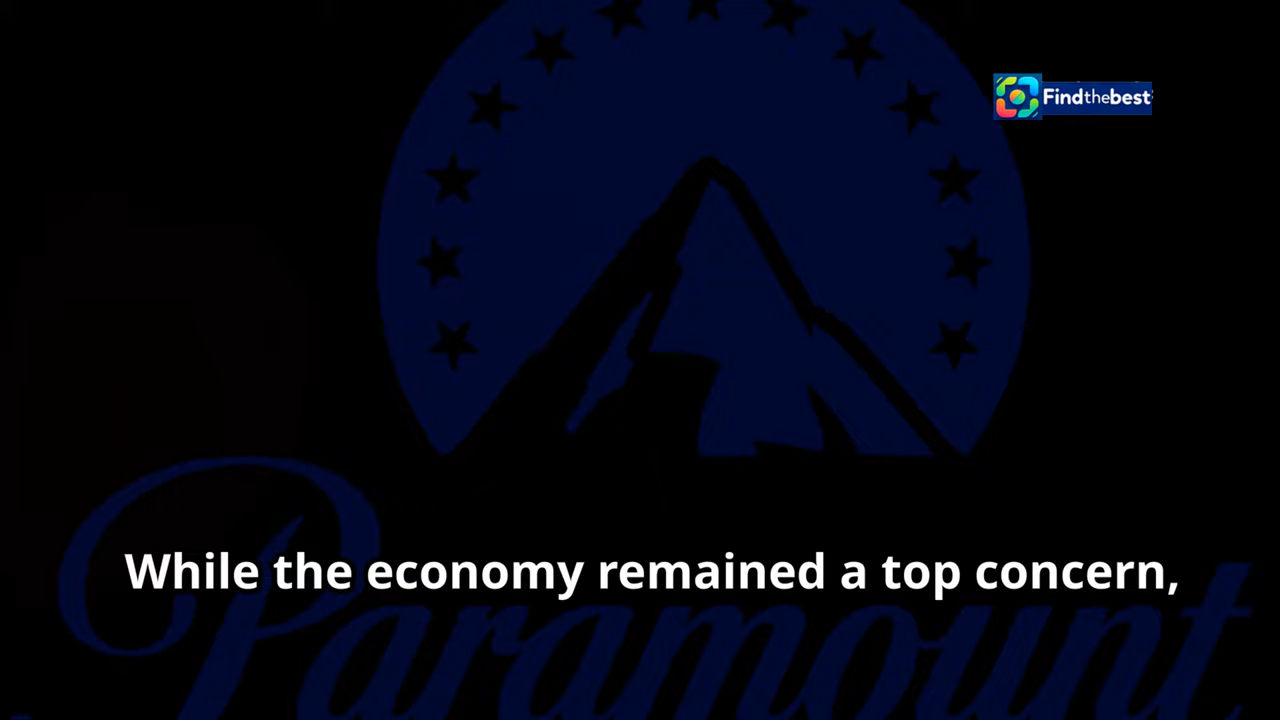 Findthebest
While the economy remained a top concern,
Paramount